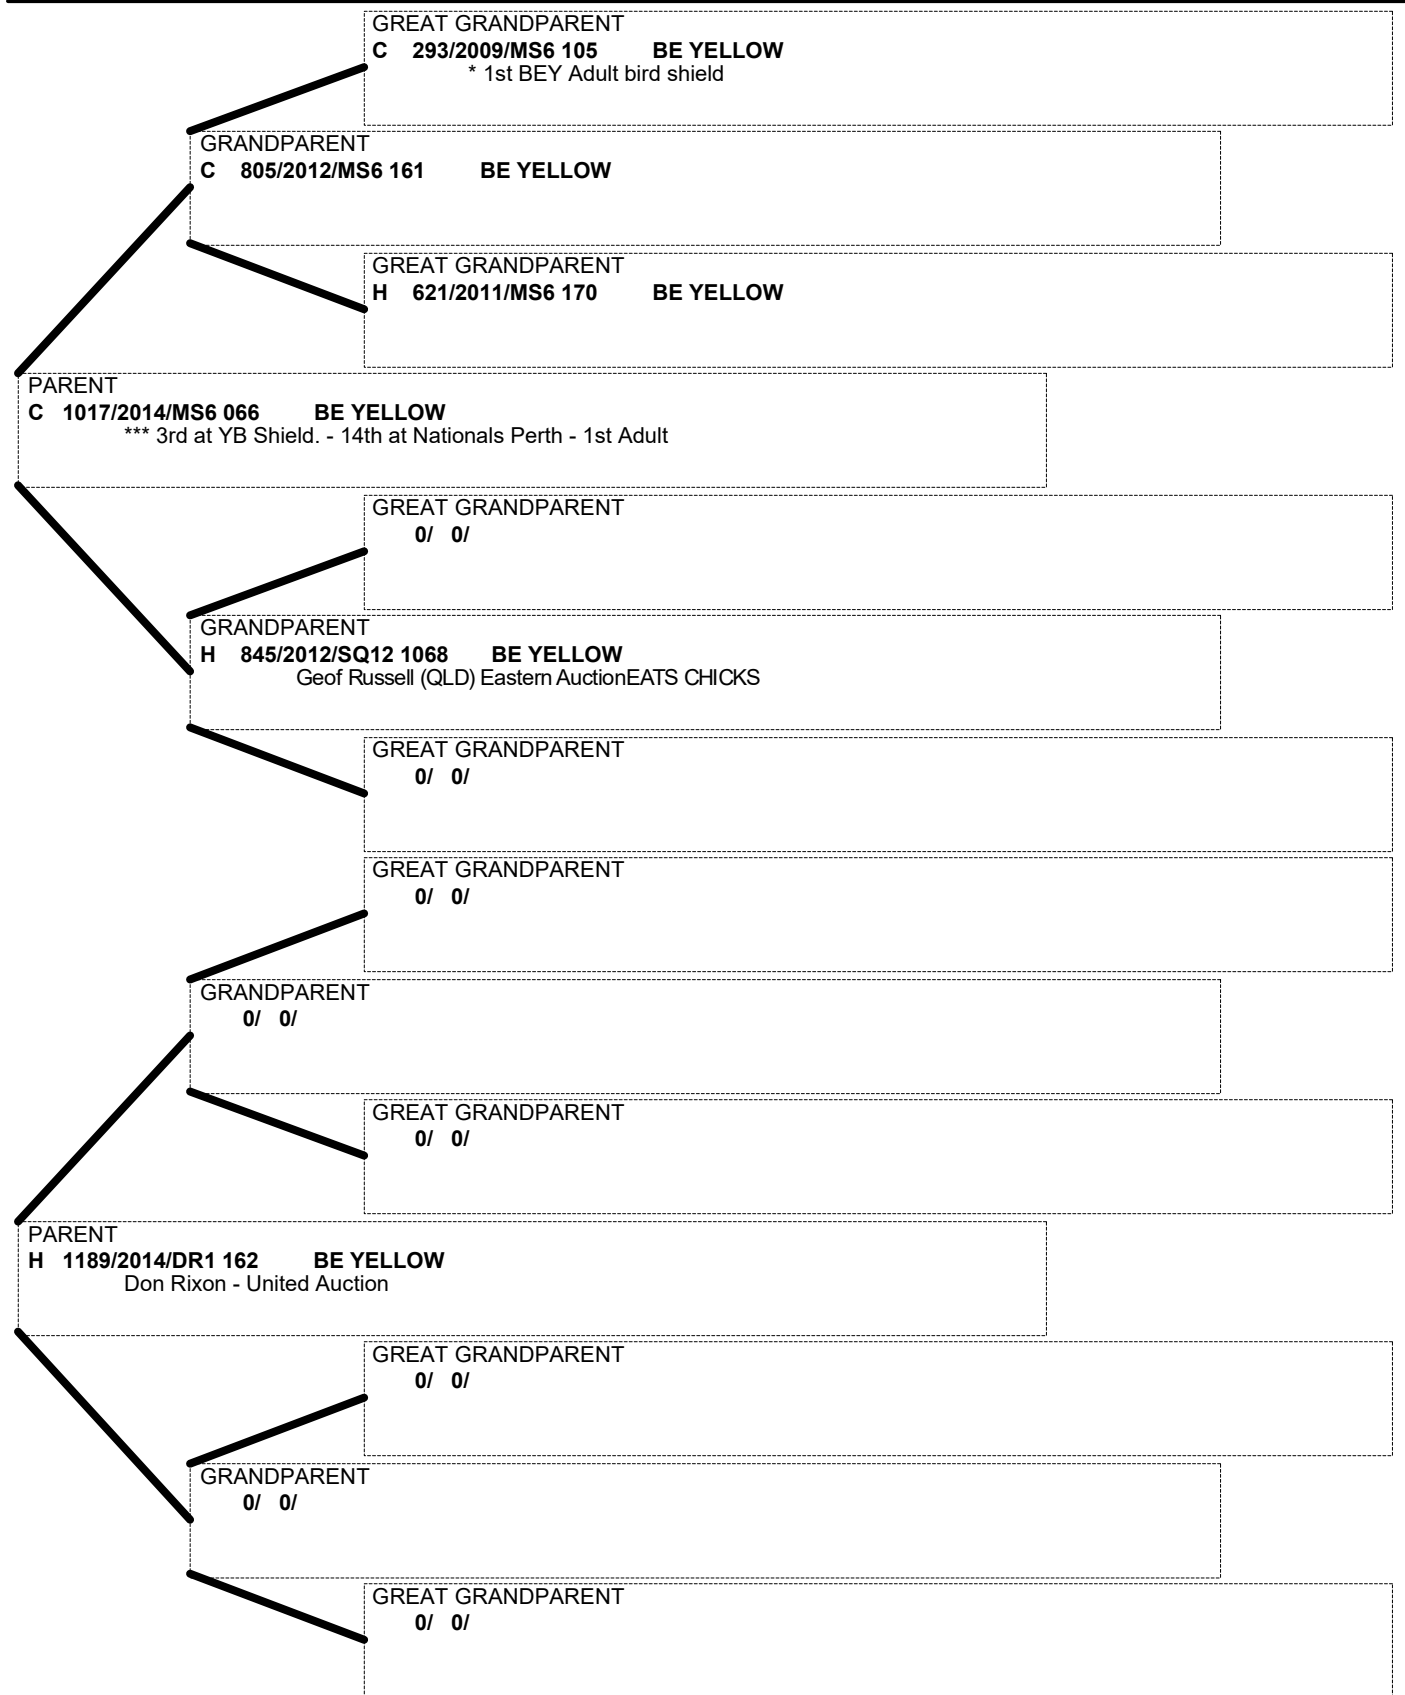 GREAT GRANDPARENT
C 293/2009/MS6 105 BE YELLOW
* 1st BEY Adult bird shield
GRANDPARENT
C 805/2012/MS6 161 BE YELLOW
GREAT GRANDPARENT
H 621/2011/MS6 170 BE YELLOW
PARENT
C 1017/2014/MS6 066 BE YELLOW
*** 3rd at YB Shield. - 14th at Nationals Perth - 1st Adult
GREAT GRANDPARENT
0/ 0/
GRANDPARENT
H 845/2012/SQ12 1068 BE YELLOW
Geof Russell (QLD) Eastern AuctionEATS CHICKS
GREAT GRANDPARENT
0/ 0/
GREAT GRANDPARENT
0/ 0/
GRANDPARENT
0/ 0/
GREAT GRANDPARENT
0/ 0/
PARENT
H 1189/2014/DR1 162 BE YELLOW
Don Rixon - United Auction
GREAT GRANDPARENT
0/ 0/
GRANDPARENT
0/ 0/
GREAT GRANDPARENT
0/ 0/